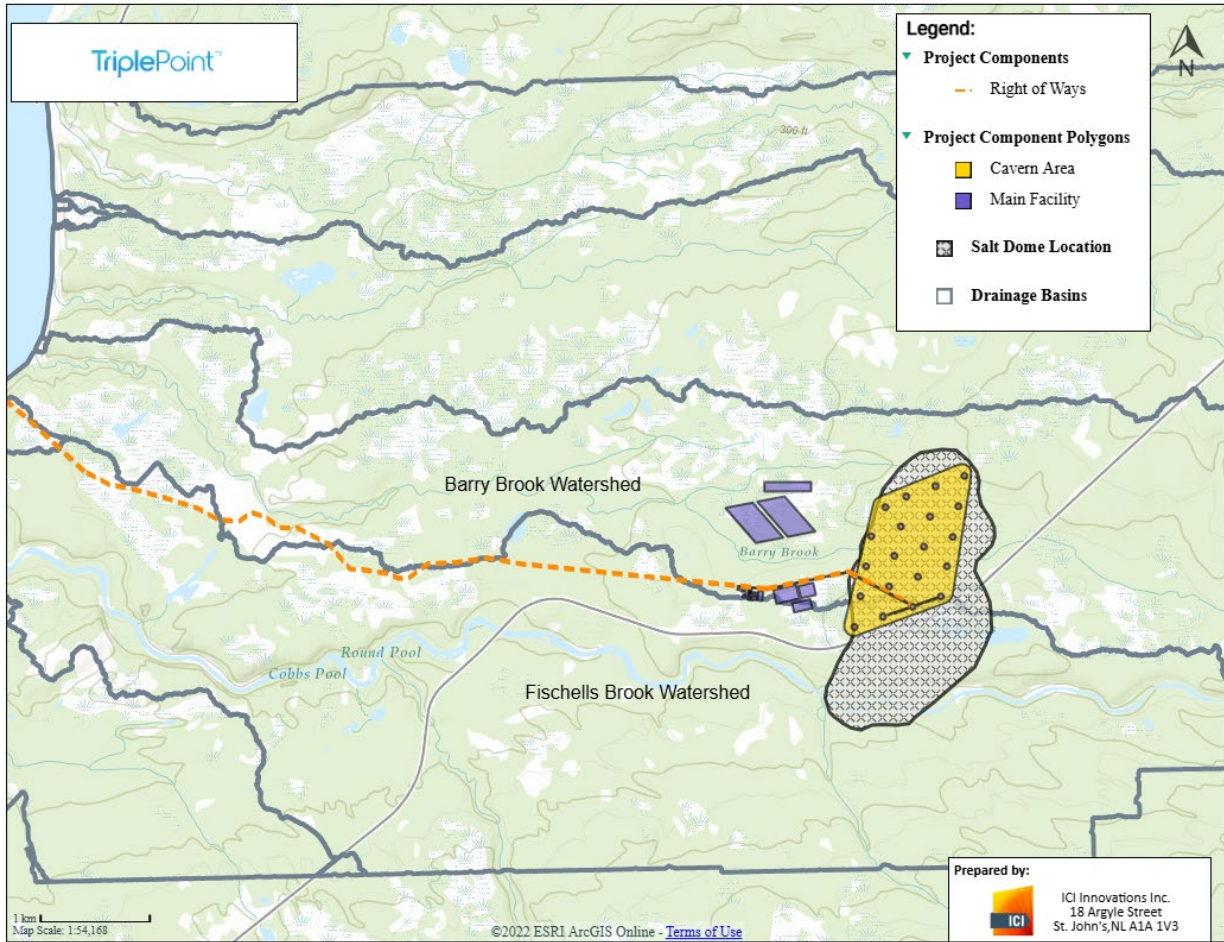 TriplePoint™
Legend:
Project Components
Right of Ways
Project Component Polygons
Cavern Area
Main Facility
Salt Dome Location
Drainage Basins
N
300 ft
Barry Brook Watershed
Barry Brook
Round Pool
Cobbs Pool
Fischells Brook Watershed
1 km
Map Scale: 1:54,168
©2022 ESRI ArcGIS Online - Terms of Use
Prepared by:
ICI
ICI Innovations Inc.
18 Argyle Street
St. John's,NL A1A 1V3